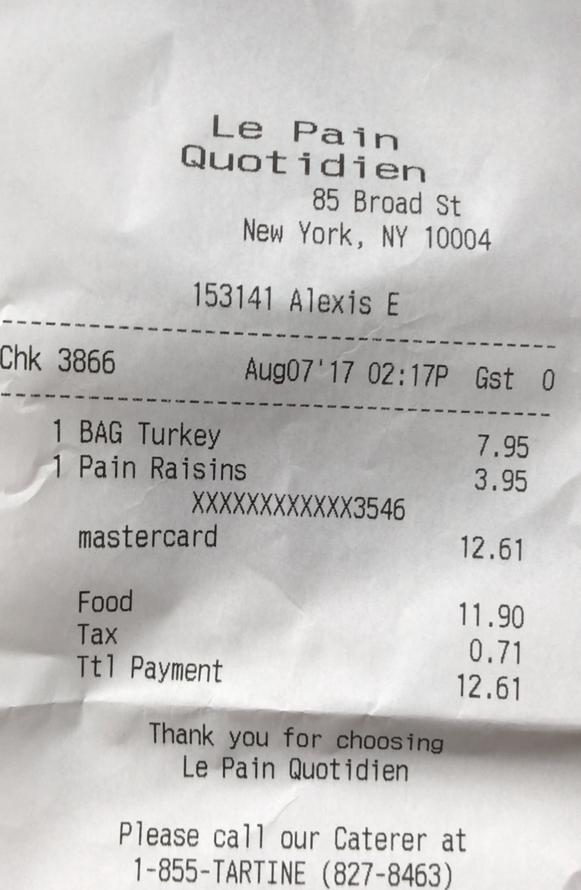 Le Pain
Quotidien
85 Broad St
New York, NY 10004
153141 Alexis E
Chk 3866 Aug07'17 02:17P Gst 0
1 BAG Turkey 7.95
1 Pain Raisins 3.95
XXXXXXXXXXXX3546
mastercard 12.61
Food 11.90
Tax 0.71
Ttl Payment 12.61
Thank you for choosing
Le Pain Quotidien
Please call our Caterer at
1-855-TARTINE (827-8463)